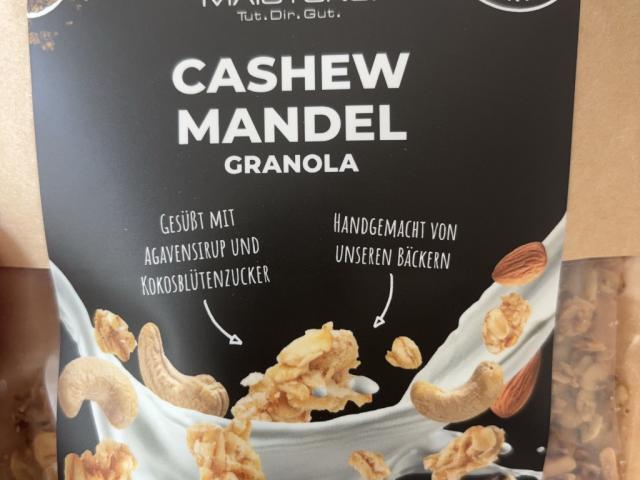 Tut. Dir. Gut.
CASHEW
MANDEL
GRANOLA
GESÜßT MIT
AGAVENSIRUP UND
KOKOSBLÜTENZUCKER
HANDGEMACHT VON
UNSEREN BÄCKERN